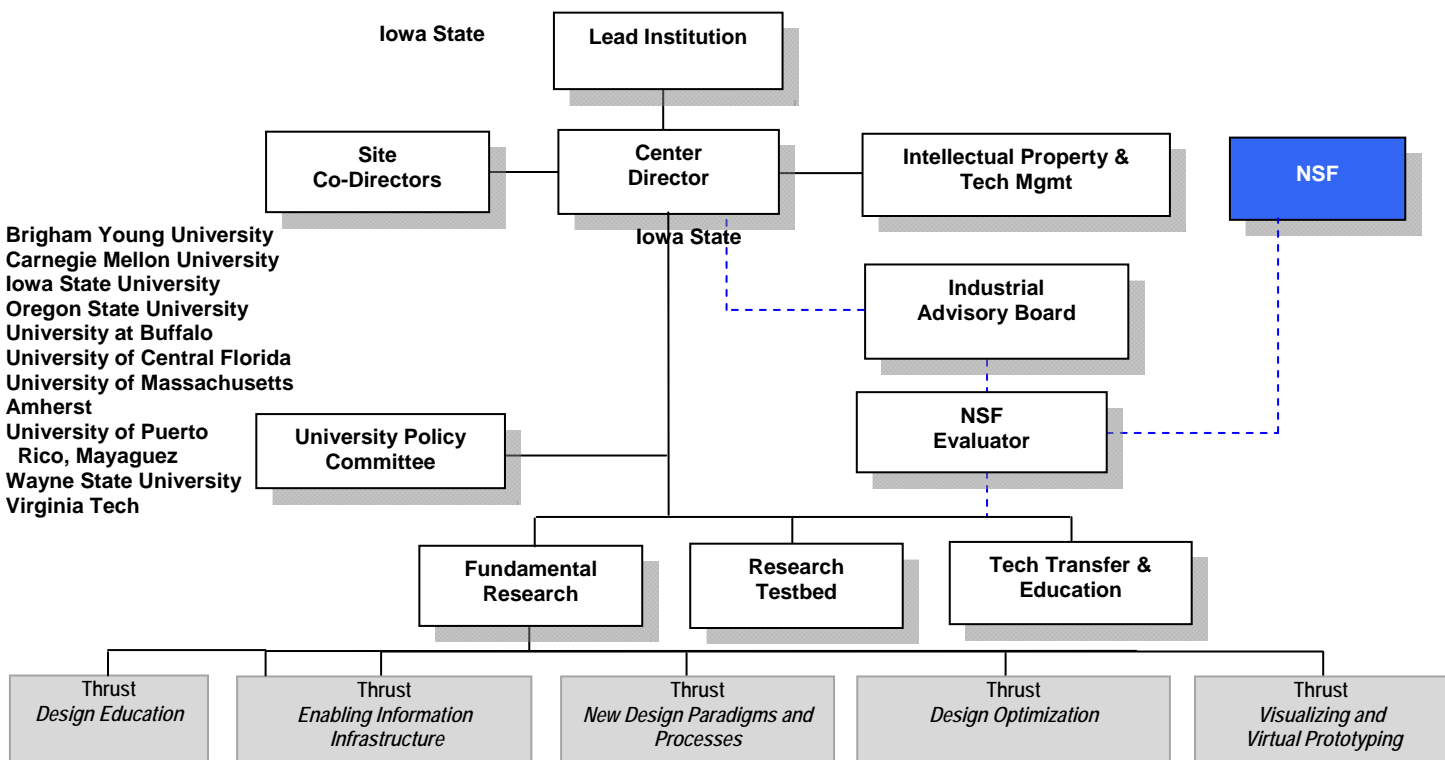 Iowa State
Lead Institution
Site
Co-Directors
Center
Director
Intellectual Property &
Tech Mgmt
NSF
Iowa State
Brigham Young University
Carnegie Mellon University
Iowa State University
Oregon State University
University at Buffalo
University of Central Florida
University of Massachusetts
Amherst
University of Puerto
Rico, Mayaguez
Wayne State University
Virginia Tech
Industrial
Advisory Board
University Policy
Committee
NSF
Evaluator
Fundamental
Research
Research
Testbed
Tech Transfer &
Education
Thrust
Design Education
Thrust
Enabling Information
Infrastructure
Thrust
New Design Paradigms and
Processes
Thrust
Design Optimization
Thrust
Visualizing and
Virtual Prototyping